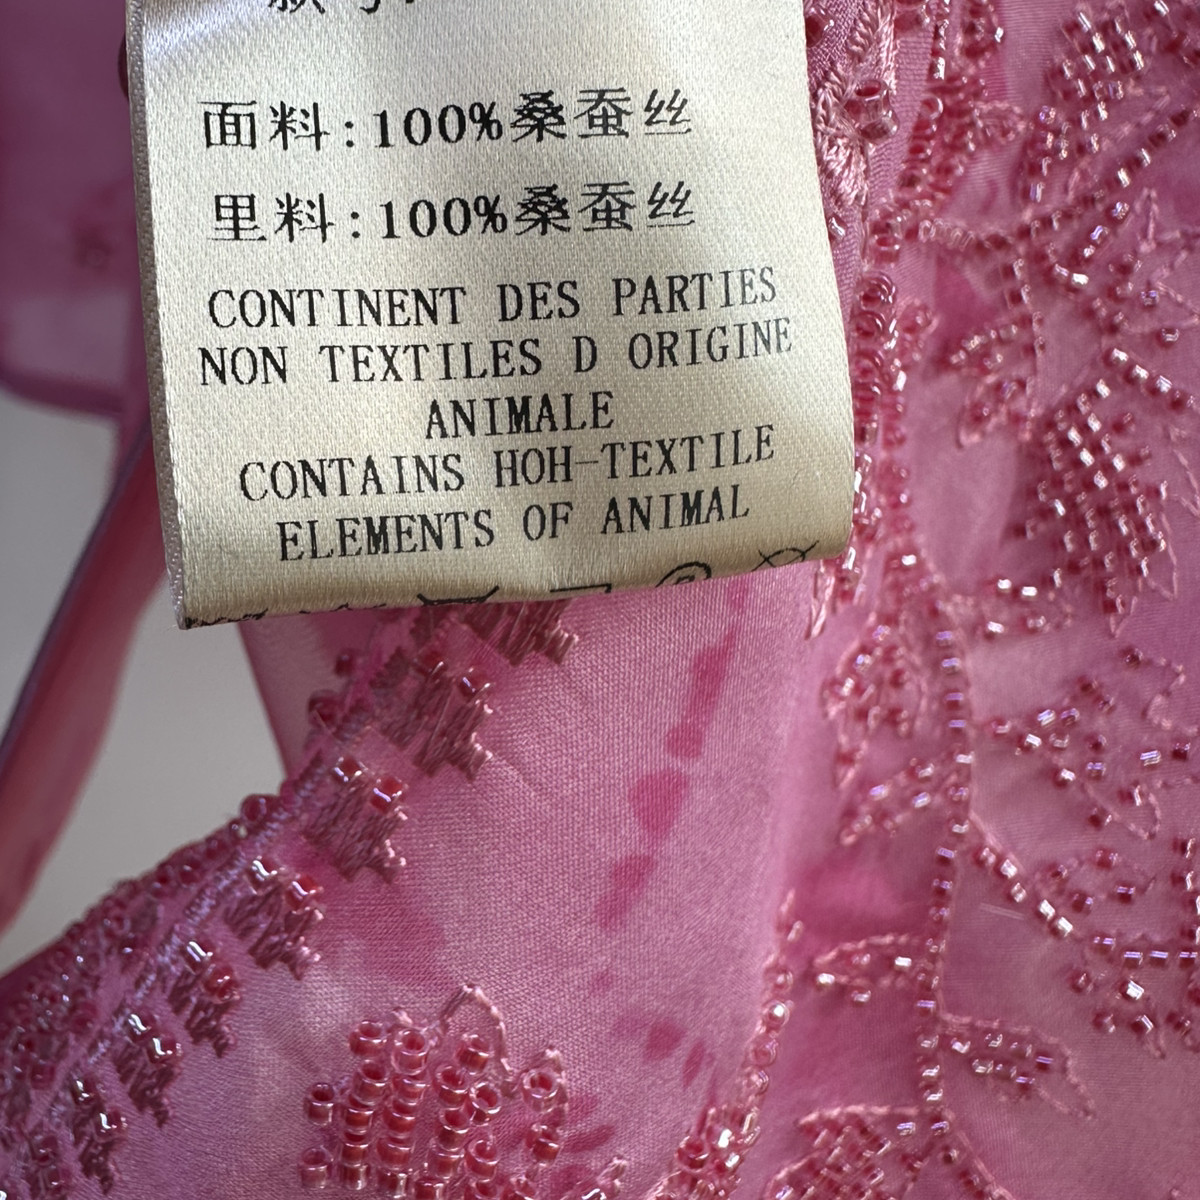 面料:100%桑蚕丝
里料:100%桑蚕丝
CONTINENT DES PARTIES
NON TEXTILES D ORIGINE
ANIMALE
CONTAINS HOH-TEXTILE
ELEMENTS OF ANIMAL